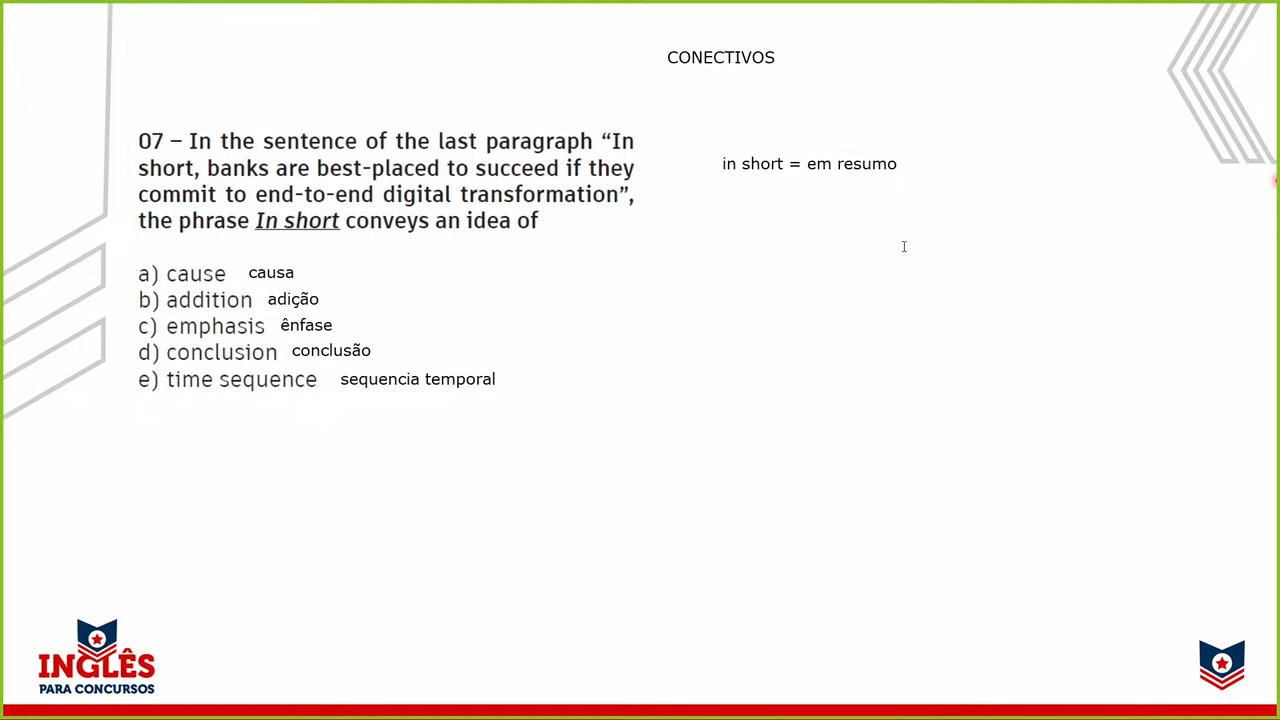 CONECTIVOS
07 – In the sentence of the last paragraph “In
short, banks are best-placed to succeed if they
commit to end-to-end digital transformation”,
the phrase In short conveys an idea of
in short = em resumo
a) cause causa
b) addition adição
c) emphasis ênfase
d) conclusion conclusão
e) time sequence sequencia temporal
INGLÊS
PARA CONCURSOS